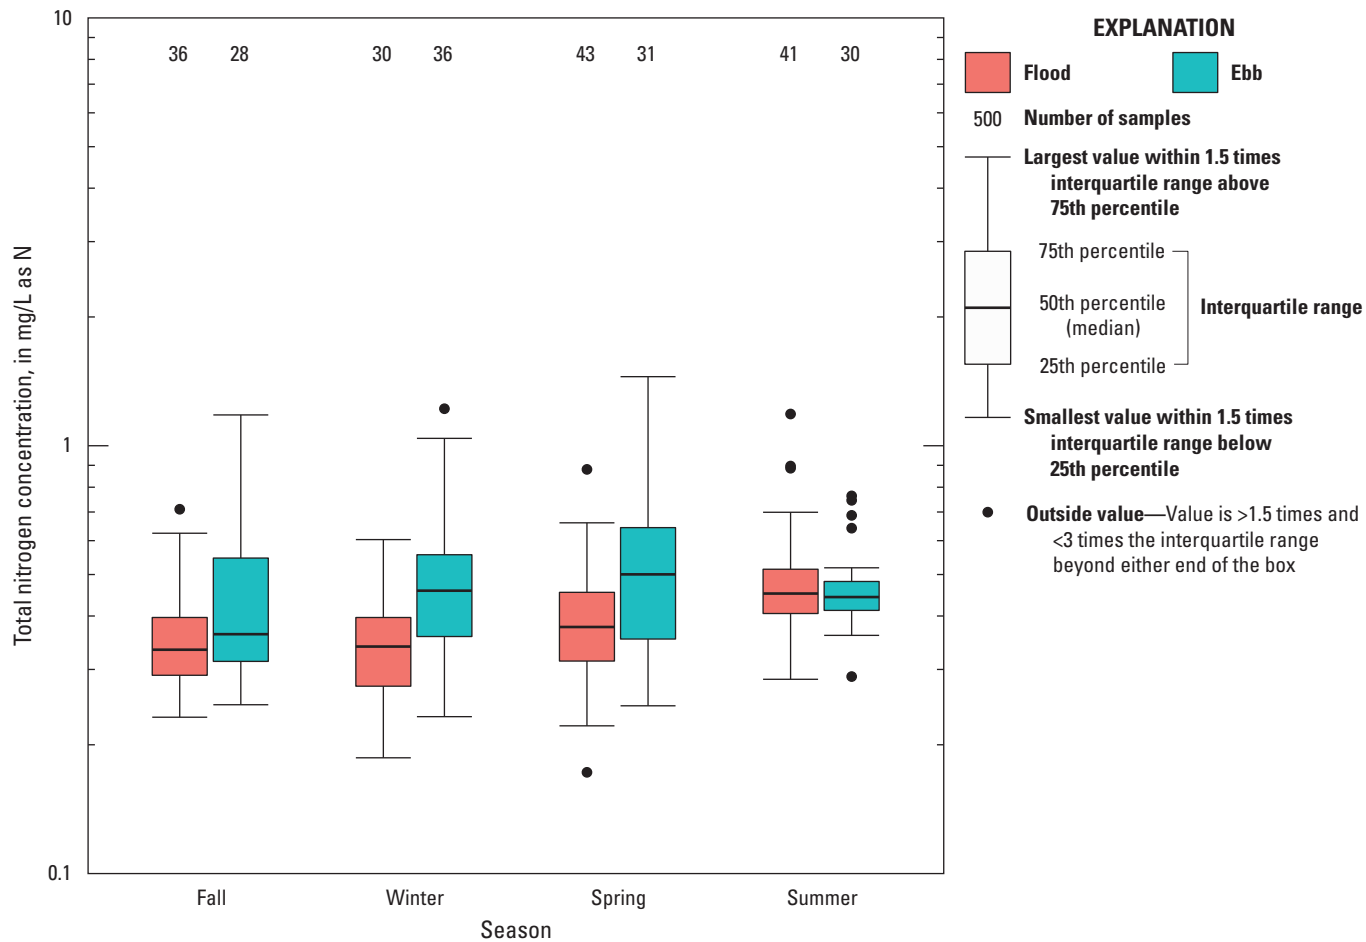 10
36 28 30 36 43 31 41 30
1
0.1
Total nitrogen concentration, in mg/L as N
Fall Winter Spring Summer
Season
EXPLANATION
Flood Ebb
500 Number of samples
Largest value within 1.5 times
interquartile range above
75th percentile
75th percentile
50th percentile
(median)
25th percentile
Interquartile range
Smallest value within 1.5 times
interquartile range below
25th percentile
Outside value—Value is >1.5 times and
<3 times the interquartile range
beyond either end of the box